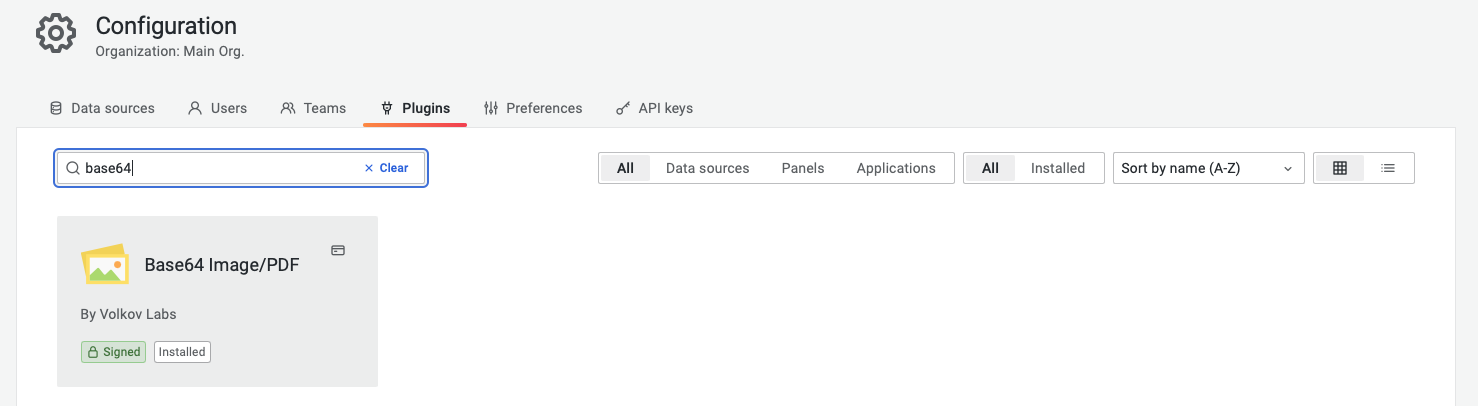 Configuration
Organization: Main Org.
Data sources Users Teams Plugins Preferences API keys
base64 Clear All Data sources Panels Applications All Installed Sort by name (A-Z)
Base64 Image/PDF
By Volkov Labs
Signed Installed